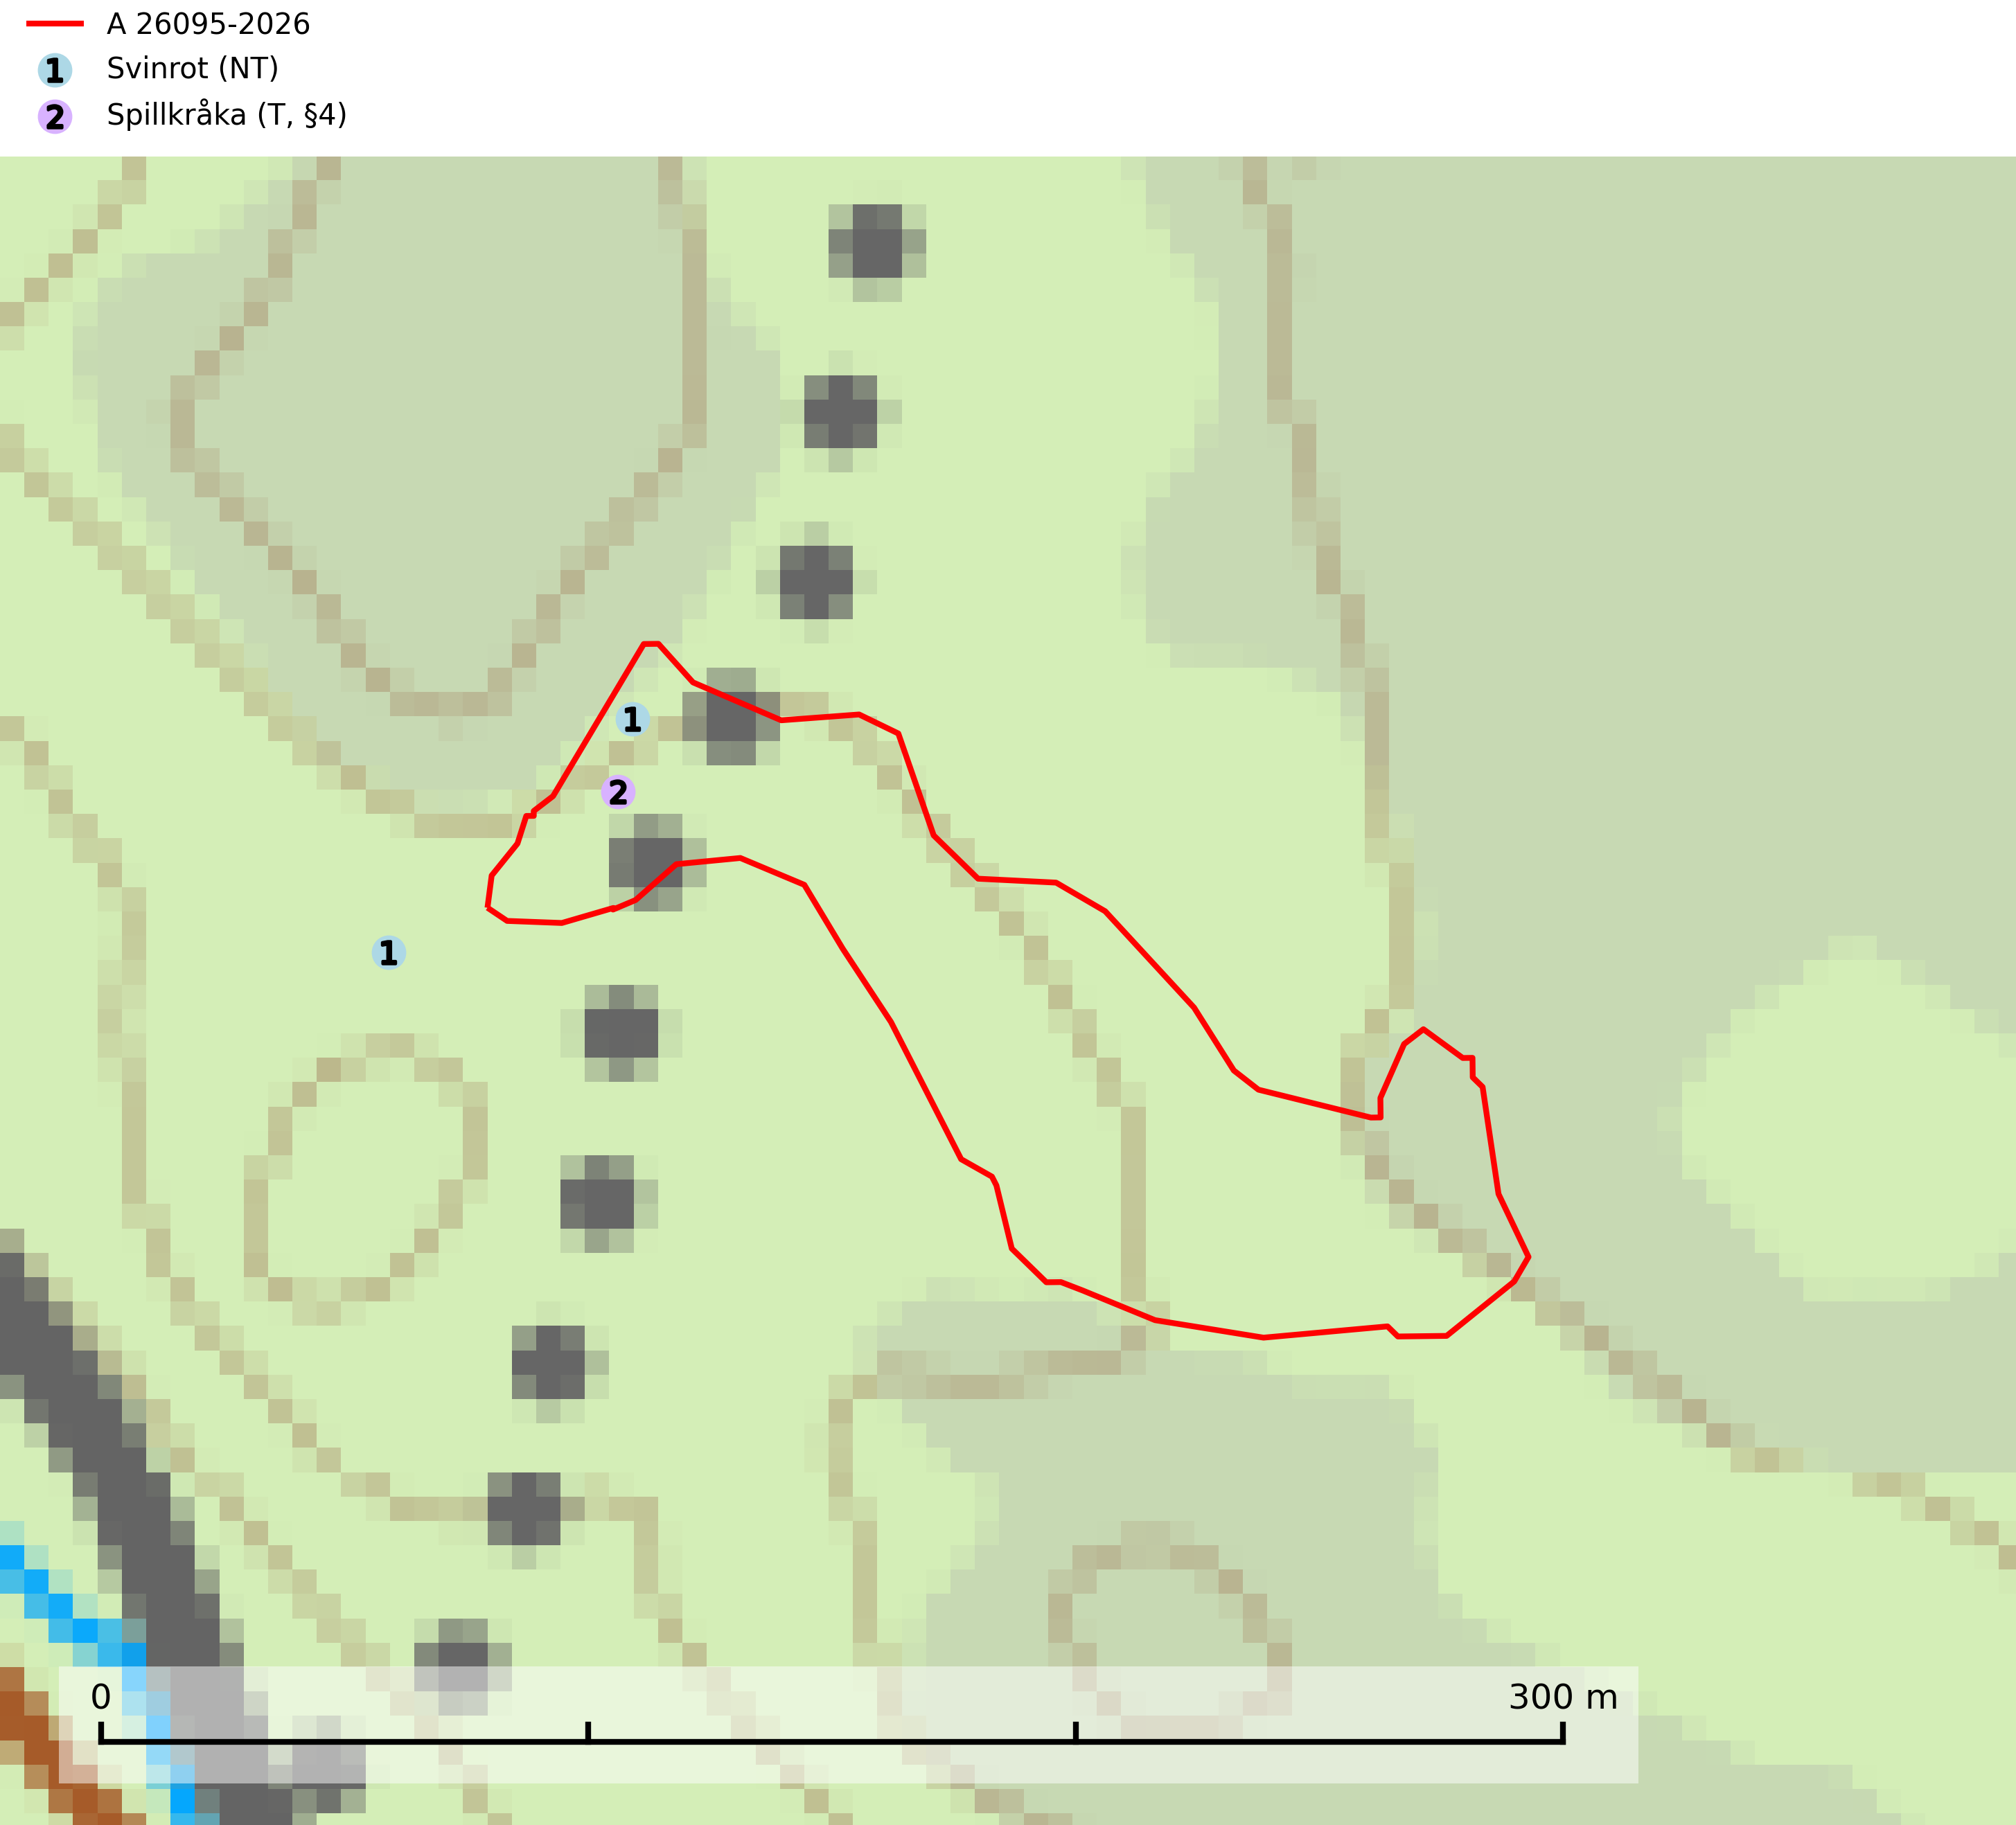 A 26095-2026
1 Svinrot (NT)
2 Spillkråka (T, §4)
1
2
1
0 300 m